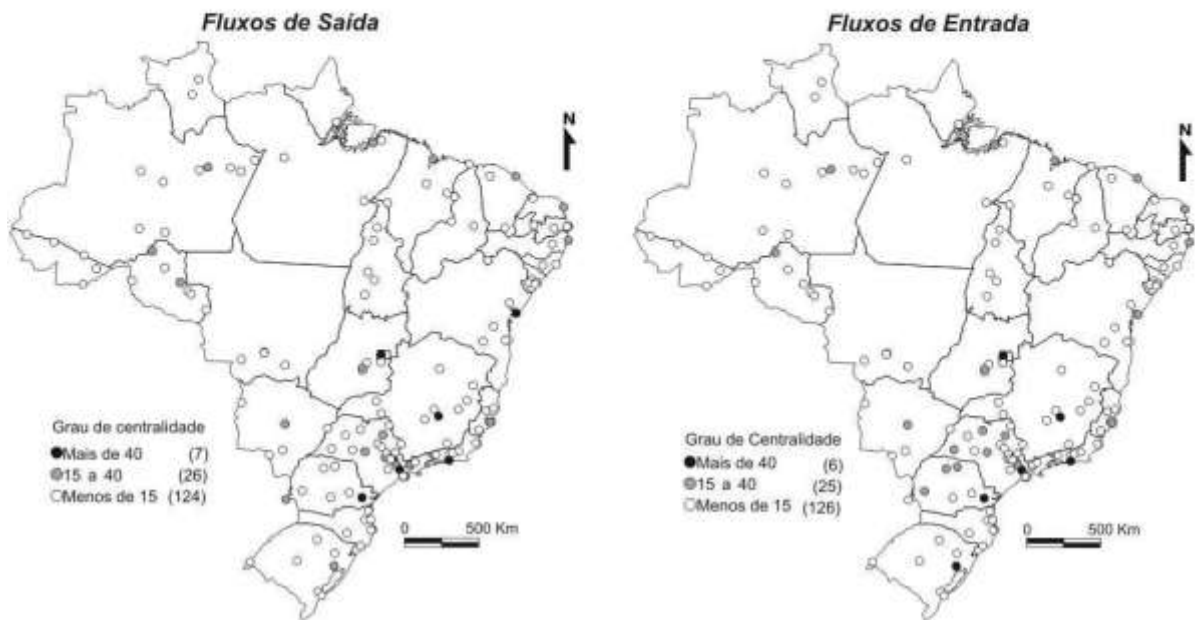 Fluxos de Saída
N
Grau de centralidade
Mais de 40 (7)
15 a 40 (26)
Menos de 15 (124)
0 500 Km
Fluxos de Entrada
N
Grau de Centralidade
Mais de 40 (6)
15 a 40 (25)
Menos de 15 (126)
0 500 Km